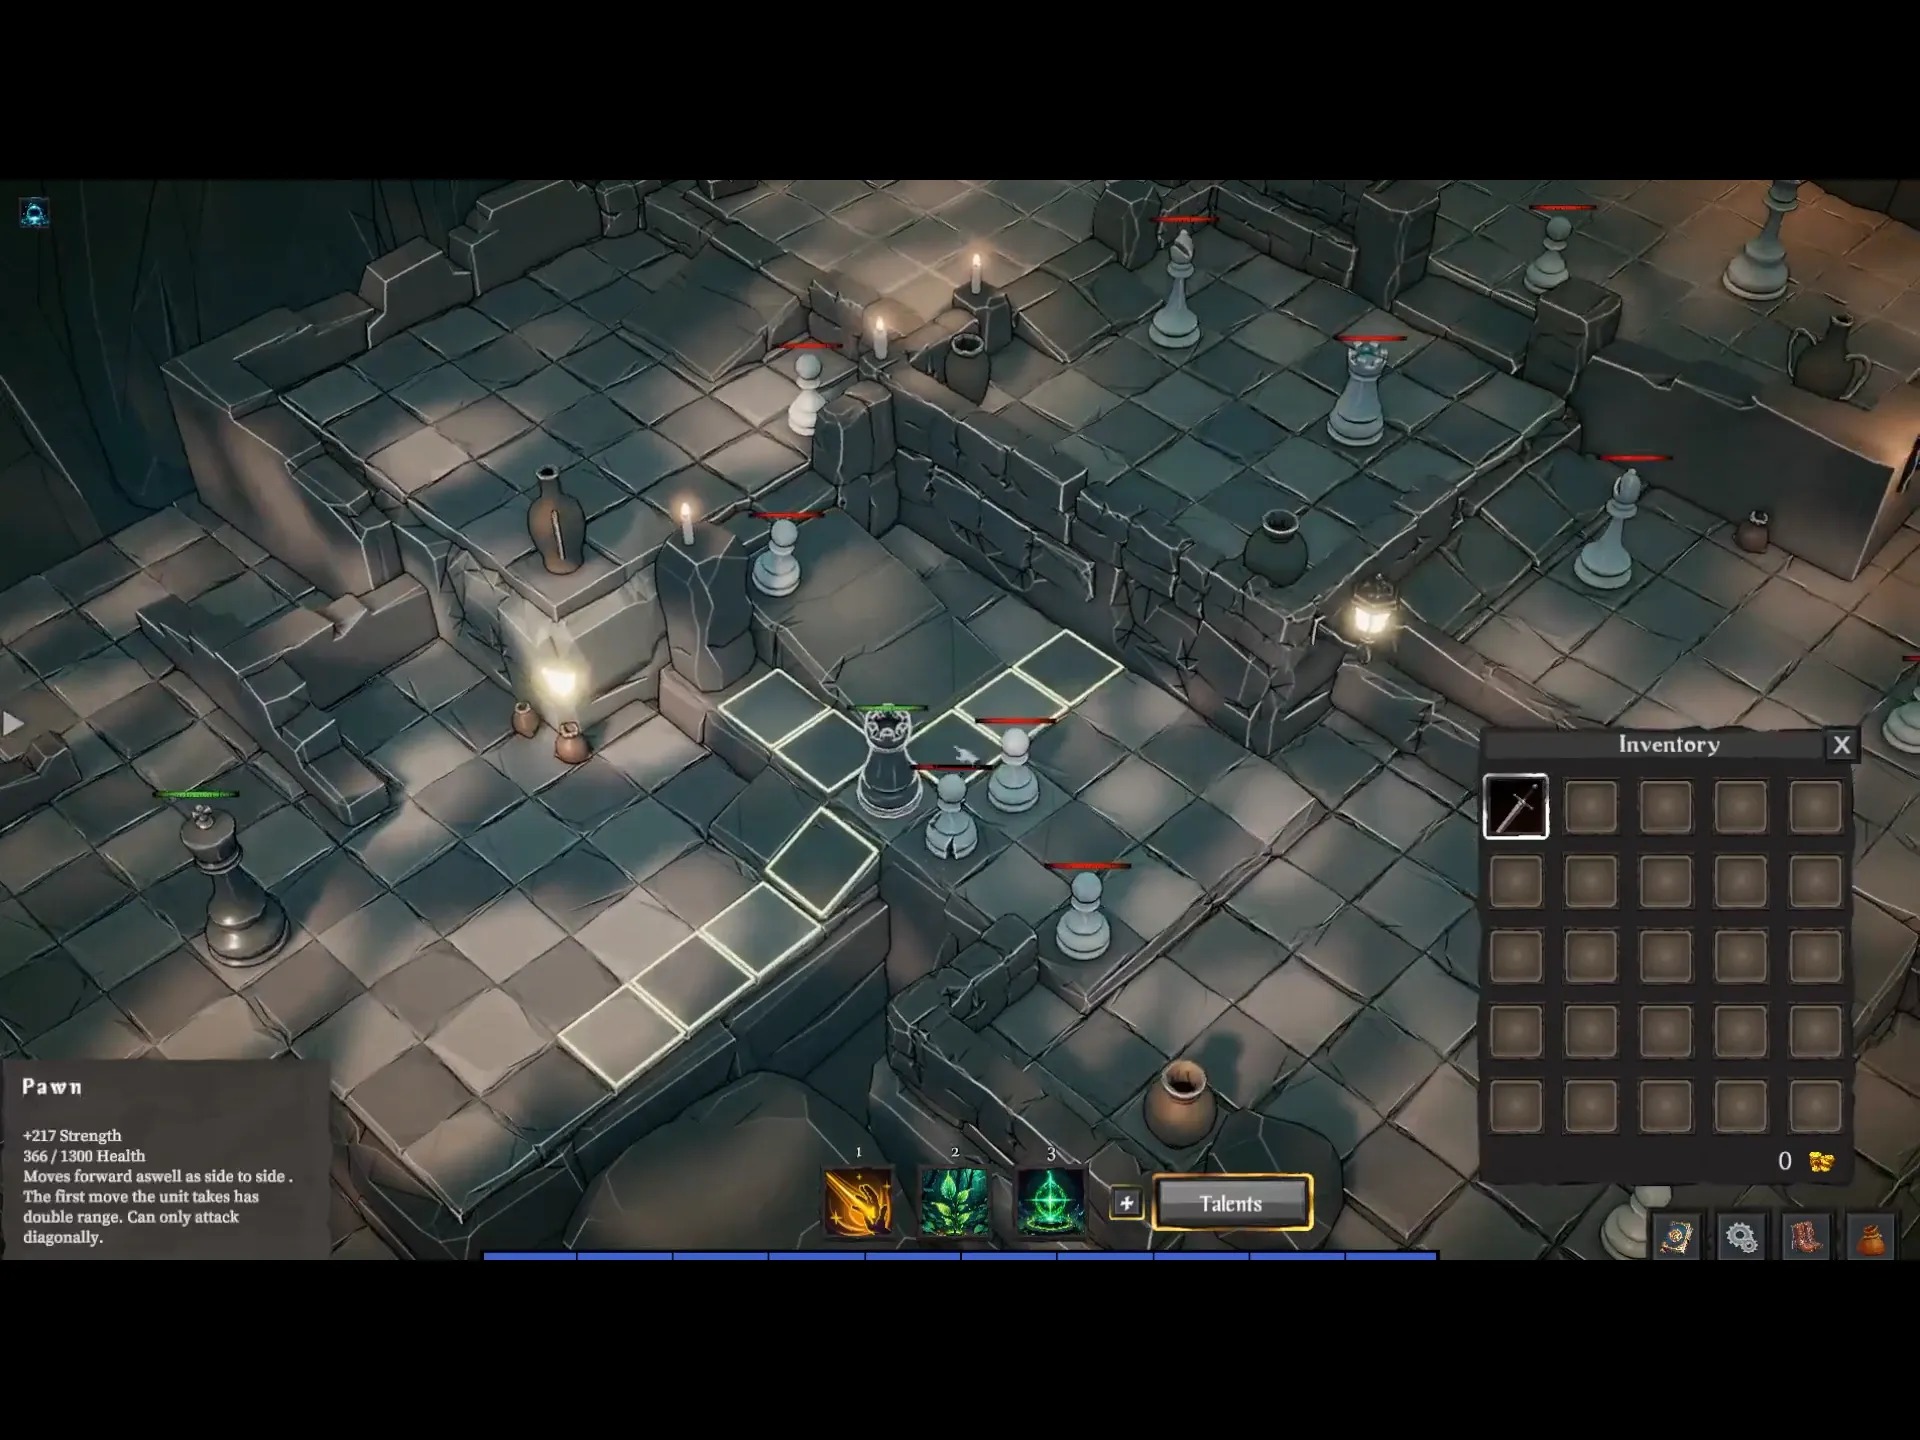 Inventory
X
Pawn
+217 Strength
366 / 1300 Health
Moves forward aswell as side to side .
The first move the unit takes has
double range. Can only attack
diagonally.
1 2 3
Talents
0